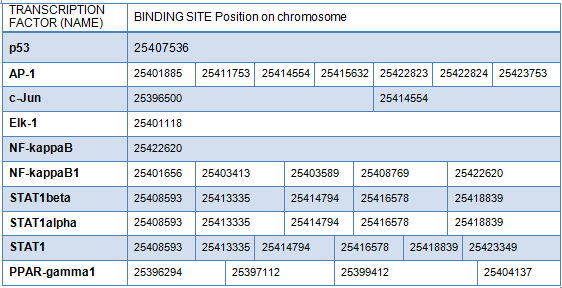 TRANSCRIPTION FACTOR (NAME) BINDING SITE Position on chromosome
p53 25407536
AP-1 25401885 25411753 25414554 25415632 25422823 25422824 25423753
c-Jun 25396500 25414554
Elk-1 25401118
NF-kappaB 25422620
NF-kappaB1 25401656 25403413 25403589 25408769 25422620
STAT1beta 25408593 25413335 25414794 25416578 25418839
STAT1alpha 25408593 25413335 25414794 25416578 25418839
STAT1 25408593 25413335 25414794 25416578 25418839 25423349
PPAR-gamma1 25396294 25397112 25399412 25404137